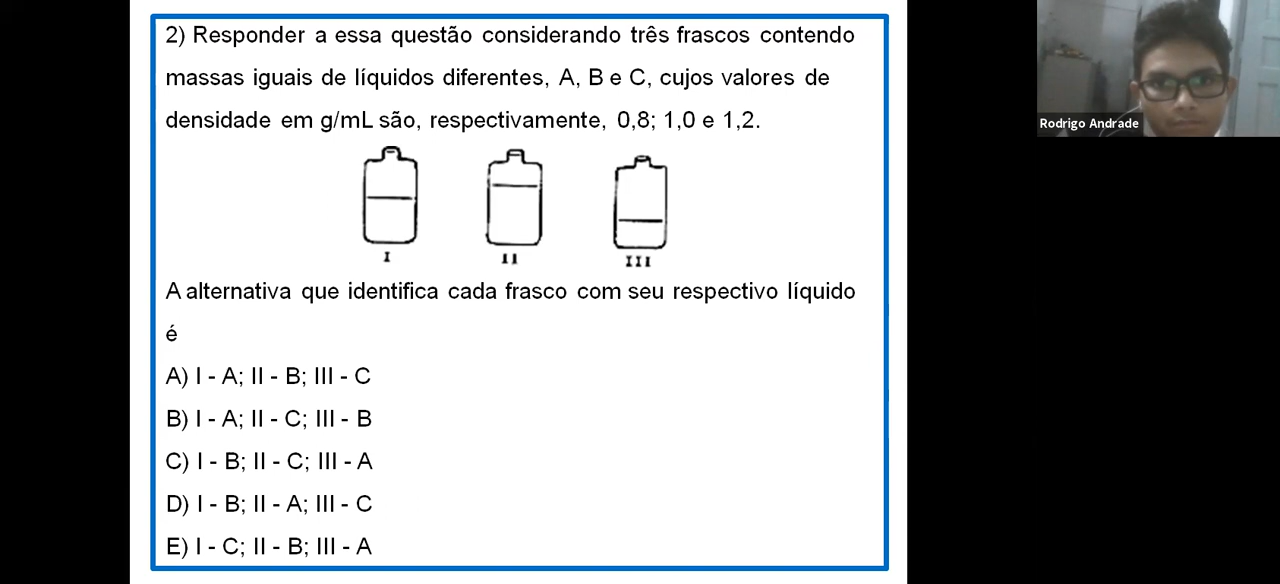 2) Responder a essa questão considerando três frascos contendo
massas iguais de líquidos diferentes, A, B e C, cujos valores de
densidade em g/mL são, respectivamente, 0,8; 1,0 e 1,2.
I II III
A alternativa que identifica cada frasco com seu respectivo líquido
é
A) I - A; II - B; III - C
B) I - A; II - C; III - B
C) I - B; II - C; III - A
D) I - B; II - A; III - C
E) I - C; II - B; III - A
Rodrigo Andrade